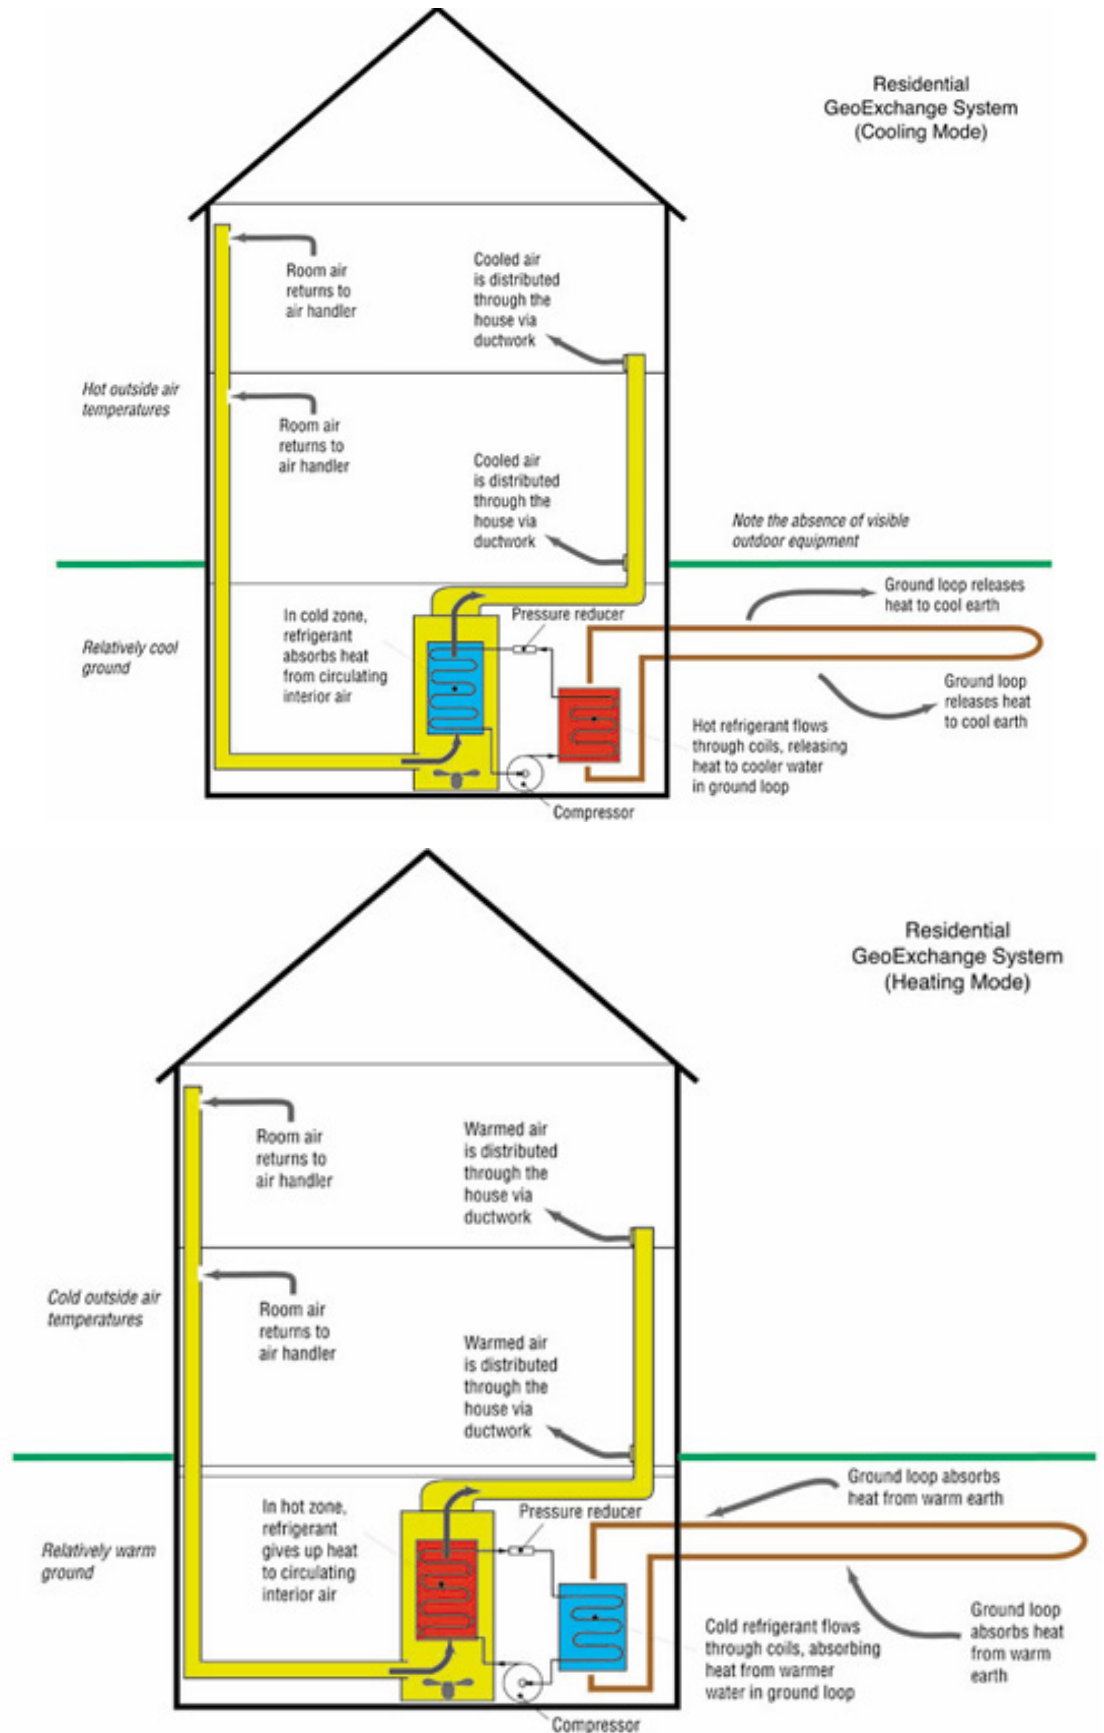 Residential
GeoExchange System
(Cooling Mode)
Room air
returns to
air handler
Cooled air
is distributed
through the
house via
ductwork
Hot outside air
temperatures
Room air
returns to
air handler
Cooled air
is distributed
through the
house via
ductwork
Note the absence of visible
outdoor equipment
Ground loop releases
heat to cool earth
In cold zone,
refrigerant
absorbs heat
from circulating
interior air
Pressure reducer
Relatively cool
ground
Ground loop
releases heat
to cool earth
Hot refrigerant flows
through coils, releasing
heat to cooler water
in ground loop
Compressor
Residential
GeoExchange System
(Heating Mode)
Room air
returns to
air handler
Warmed air
is distributed
through the
house via
ductwork
Cold outside air
temperatures
Room air
returns to
air handler
Warmed air
is distributed
through the
house via
ductwork
Ground loop absorbs
heat from warm earth
In hot zone,
refrigerant
gives up heat
to circulating
interior air
Pressure reducer
Relatively warm
ground
Ground loop
absorbs heat
from warm
earth
Cold refrigerant flows
through coils, absorbing
heat from warmer
water in ground loop
Compressor